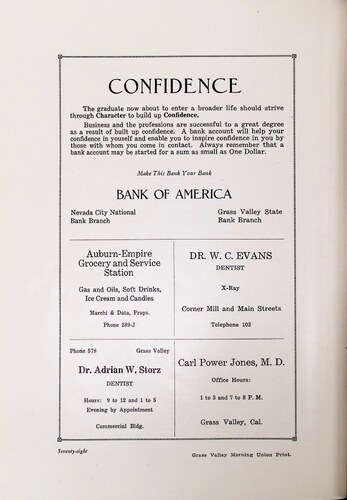 CONFIDENCE
The graduate now about to enter a broader life should strive
through Character to build up Confidence.
Business and the professions are successful to a great degree
as a result of built up confidence. A bank account will help your
confidence in youself and enable you to inspire confidence in by
those with whom you come in contact. Always remember that a
bank account may be started for a sum as small as One Dollar.
Make This Bank Your Bank
BANK OF AMERICA
Nevada City National
Bank Branch
Grass Valley State
Bank Branch
Auburn-Empire
Grocery and Service
Station
Gas and Oils, Soft Drinks,
Ice Cream and Candies
Marchi & Data, Props.
Phone 289-J
DR. W. C. EVANS
DENTIST
X-Ray
Corner Mill and Main Streets
Telephone 102
Phone 578 Grass Valley
Dr. Adrian W. Storz
DENTIST
Hours: 9 to 12 and 1 to 5
Evening by Appointment
Commercial Bldg.
Carl Power Jones, M. D.
Office Hours:
1 to 3 and 7 to 8 P. M.
Grass Valley, Cal.
Seventy-eight
Grass Valley Morning Union Print.